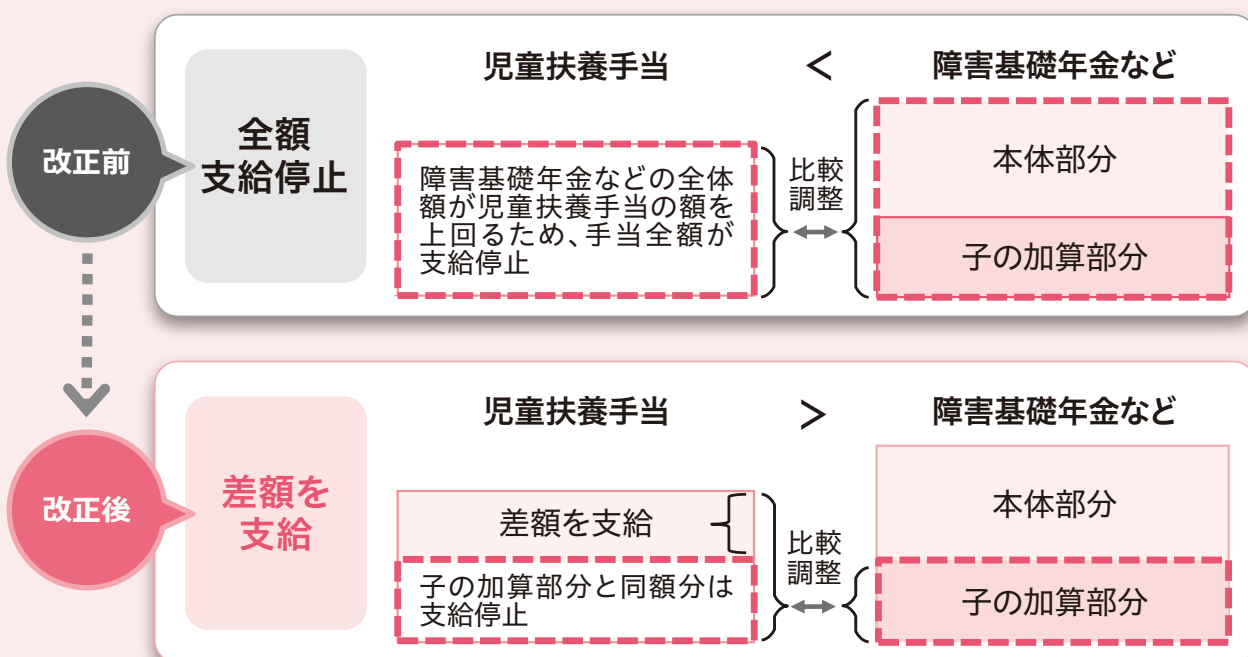 改正前
全額
支給停止
児童扶養手当
<
障害基礎年金など
障害基礎年金などの全体
額が児童扶養手当の額を
上回るため、手当全額が
支給停止
比較
調整
本体部分
子の加算部分
改正後
差額を
支給
児童扶養手当
>
障害基礎年金など
差額を支給
子の加算部分と同額分は
支給停止
比較
調整
本体部分
子の加算部分